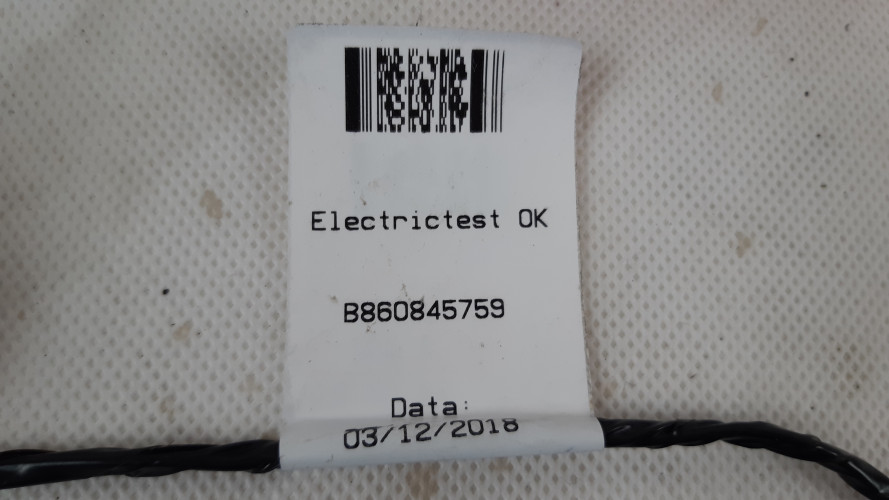 Electrictest OK
B860845759
Data:
03/12/2018